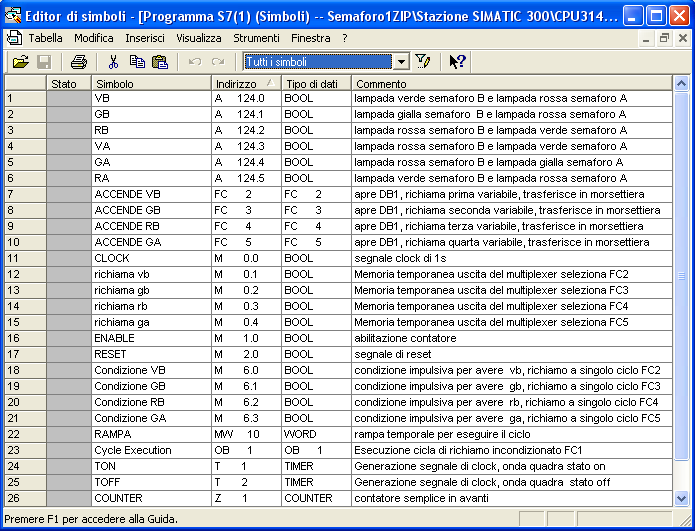 Editor di simboli - [Programma S7(1) (Simboli) -- Semaforo1ZIP\Stazione SIMATIC 300\CPU314...
Tabella Modifica Inserisci Visualizza Strumenti Finestra ?
Tutti i simboli
Stato Simbolo Indirizzo Tipo di dati Commento
1 VB A 124.0 BOOL lampada verde semaforo B e lampada rossa semaforo A
2 GB A 124.1 BOOL lampada gialla semaforo B e lampada rossa semaforo A
3 RB A 124.2 BOOL lampada rossa semaforo B e lampada verde semaforo A
4 VA A 124.3 BOOL lampada rossa semaforo B e lampada verde semaforo A
5 GA A 124.4 BOOL lampada rossa semaforo B e lampada gialla semaforo A
6 RA A 124.5 BOOL lampada verde semaforo B e lampada rossa semaforo A
7 ACCENDE VB FC 2 FC 2 apre DB1, richiama prima variabile, trasferisce in morsettiera
8 ACCENDE GB FC 3 FC 3 apre DB1, richiama seconda variabile, trasferisce in morsettiera
9 ACCENDE RB FC 4 FC 4 apre DB1, richiama terza variabile, trasferisce in morsettiera
10 ACCENDE GA FC 5 FC 5 apre DB1, richiama quarta variabile, trasferisce in morsettiera
11 CLOCK M 0.0 BOOL segnale clock di 1s
12 richiama vb M 0.1 BOOL Memoria temporanea uscita del multiplexer seleziona FC2
13 richiama gb M 0.2 BOOL Memoria temporanea uscita del multiplexer seleziona FC3
14 richiama rb M 0.3 BOOL Memoria temporanea uscita del multiplexer seleziona FC4
15 richiama ga M 0.4 BOOL Memoria temporanea uscita del multiplexer seleziona FC5
16 ENABLE M 1.0 BOOL abilitazione contatore
17 RESET M 2.0 BOOL segnale di reset
18 Condizione VB M 6.0 BOOL condizione impulsiva per avere vb, richiamo a singolo ciclo FC2
19 Condizione GB M 6.1 BOOL condizione impulsiva per avere gb, richiamo a singolo ciclo FC3
20 Condizione RB M 6.2 BOOL condizione impulsiva per avere rb, richiamo a singolo ciclo FC4
21 Condizione GA M 6.3 BOOL condizione impulsiva per avere ga, richiamo a singolo ciclo FC5
22 RAMPA MW 10 WORD rampa temporale per eseguire il ciclo
23 Cycle Execution OB 1 OB 1 Esecuzione cicla di richiamo incondizionato FC1
24 TON T 1 TIMER Generazione segnale di clock, onda quadra stato on
25 TOFF T 2 TIMER Generazione segnale di clock, onda quadra stato off
26 COUNTER Z 1 COUNTER contatore semplice in avanti
Premere F1 per accedere alla Guida.